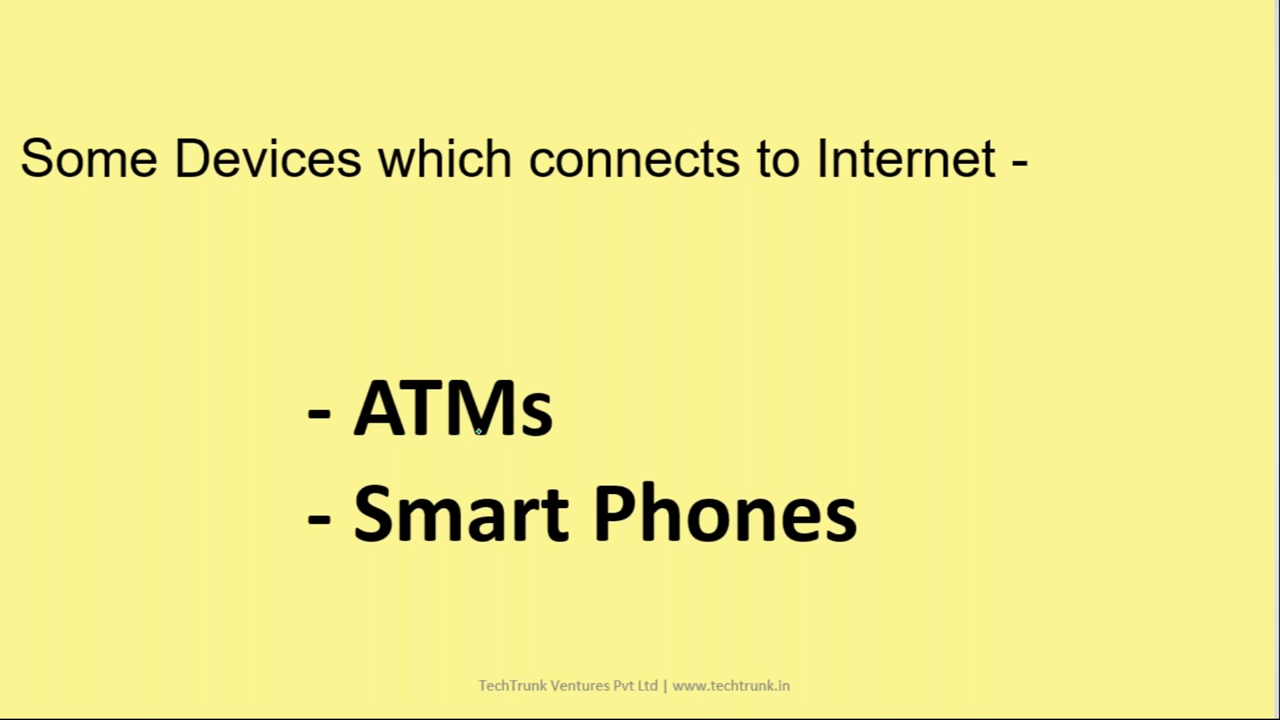 Some Devices which connects to Internet -
- ATMs
- Smart Phones
TechTrunk Ventures Pvt Ltd | www.techtrunk.in